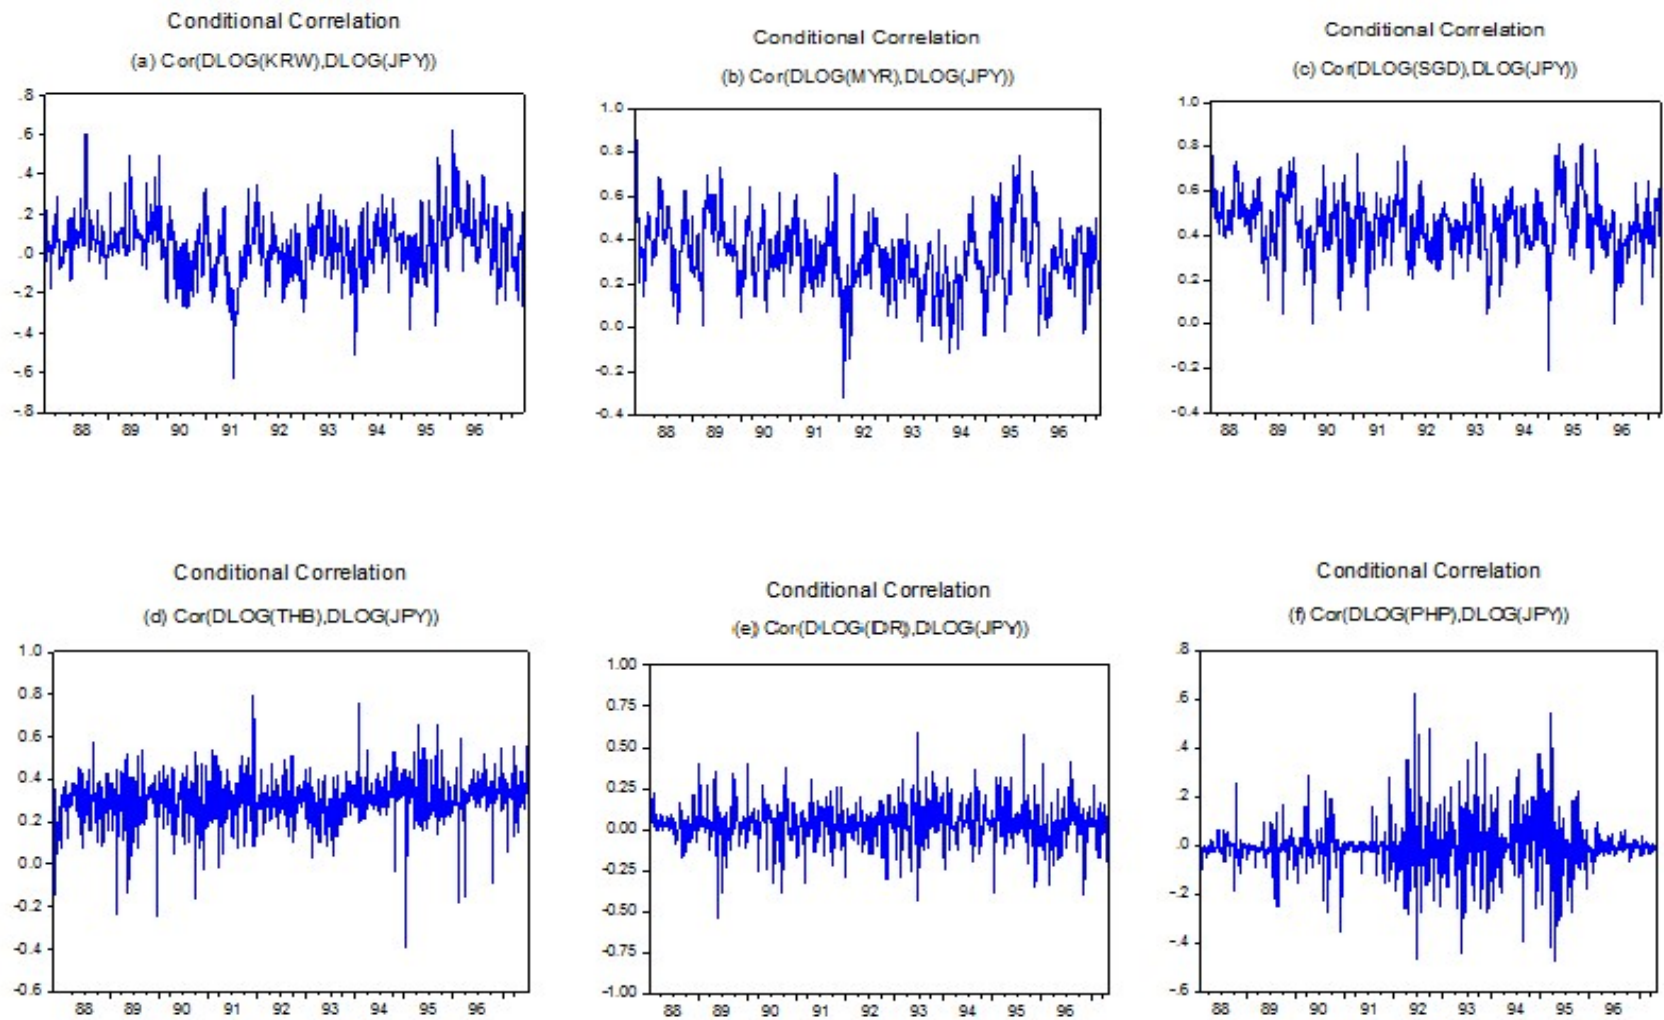 Conditional Correlation
(a) Cor(DLOG(KRW),DLOG(JPY))
.8
.6
.4
.2
.0
-.2
-.4
-.6
-.8
88 89 90 91 92 93 94 95 96
Conditional Correlation
(b) Cor(DLOG(MYR),DLOG(JPY))
1.0
0.8
0.6
0.4
0.2
0.0
-0.2
-0.4
88 89 90 91 92 93 94 95 96
Conditional Correlation
(c) Cor(DLOG(SGD),DLOG(JPY))
1.0
0.8
0.6
0.4
0.2
0.0
-0.2
-0.4
88 89 90 91 92 93 94 95 96
Conditional Correlation
(d) Cor(DLOG(THB),DLOG(JPY))
1.0
0.8
0.6
0.4
0.2
0.0
-0.2
-0.4
-0.6
88 89 90 91 92 93 94 95 96
Conditional Correlation
(e) Cor(DLOG(IDR),DLOG(JPY))
1.00
0.75
0.50
0.25
0.00
-0.25
-0.50
-0.75
-1.00
88 89 90 91 92 93 94 95 96
Conditional Correlation
(f) Cor(DLOG(PHP),DLOG(JPY))
.8
.6
.4
.2
.0
-.2
-.4
-.6
88 89 90 91 92 93 94 95 96